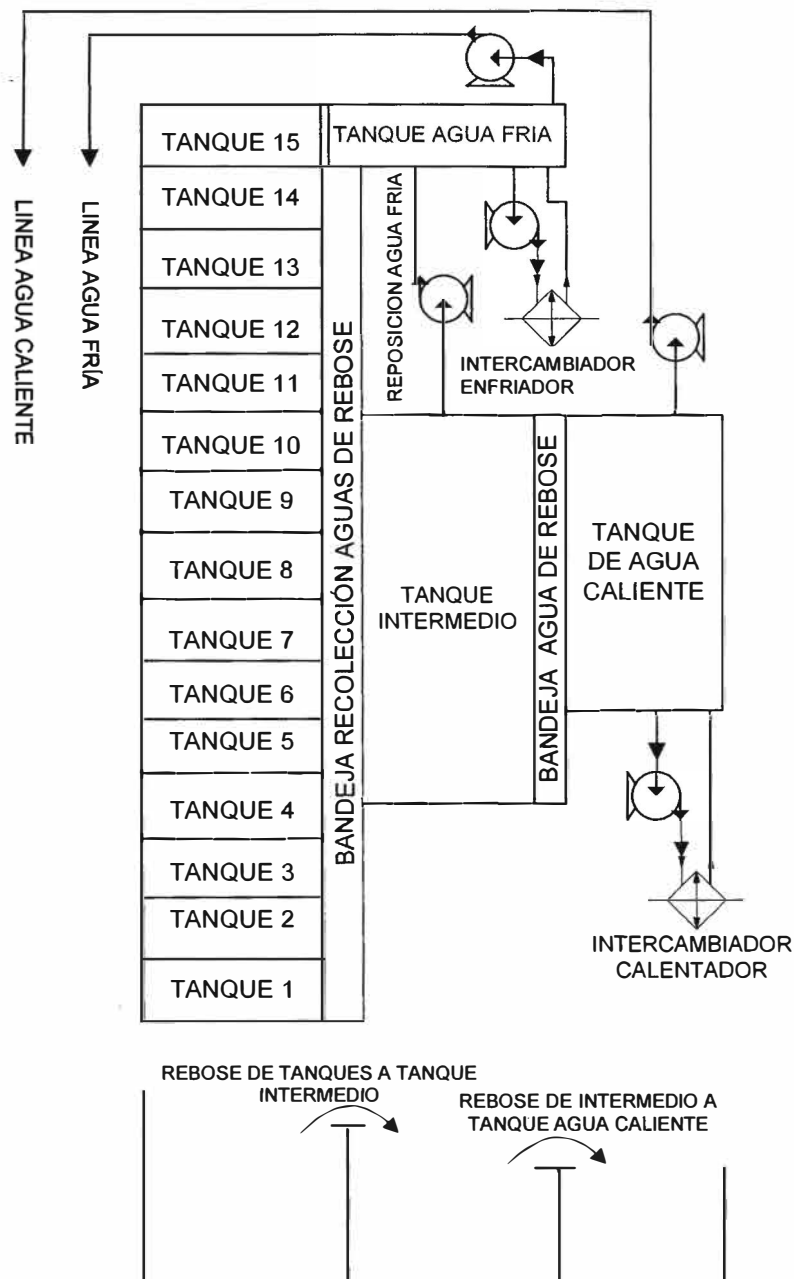 TANQUE 15
TANQUE AGUA FRIA
TANQUE 14
TANQUE 13
TANQUE 12
TANQUE 11
TANQUE 10
TANQUE 9
TANQUE 8
TANQUE 7
TANQUE 6
TANQUE 5
TANQUE 4
TANQUE 3
TANQUE 2
TANQUE 1
LINEA AGUA CALIENTE
LINEA AGUA FRÍA
BANDEJA RECOLECCIÓN AGUAS DE REBOSE
REPOSICION AGUA FRIA
INTERCAMBIADOR
ENFRIADOR
TANQUE
INTERMEDIO
BANDEJA AGUA DE REBOSE
TANQUE
DE AGUA
CALIENTE
INTERCAMBIADOR
CALENTADOR
REBOSE DE TANQUES A TANQUE
INTERMEDIO
REBOSE DE INTERMEDIO A
TANQUE AGUA CALIENTE